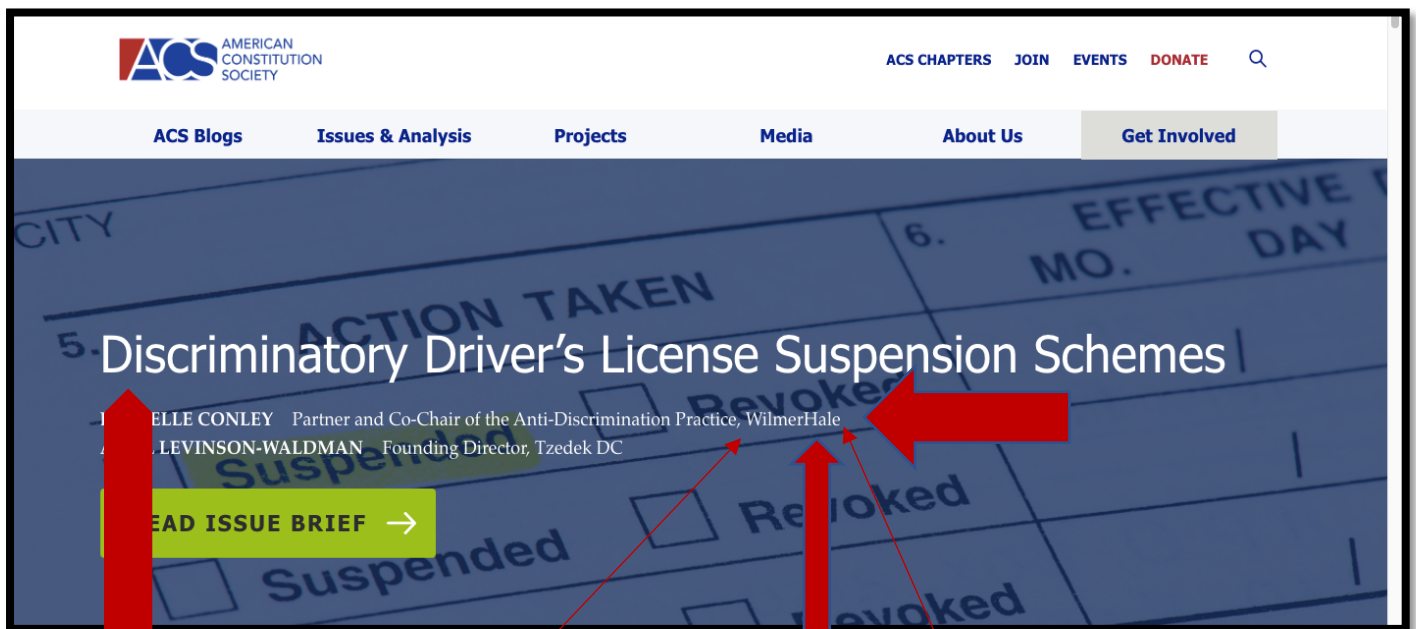 ACS AMERICAN
CONSTITUTION
SOCIETY
ACS CHAPTERS JOIN EVENTS DONATE
ACS Blogs Issues & Analysis Projects Media About Us Get Involved
CITY
6. EFFECTIVE
MO. DAY
5. ACTION TAKEN
Discriminatory Driver’s License Suspension Schemes
Revoked
ELLE CONLEY Partner and Co-Chair of the Anti-Discrimination Practice, WilmerHale
LEVINSON-WALDMAN Founding Director, Tzedek DC
Suspended
Revoked
EAD ISSUE BRIEF →
Suspended
Revoked